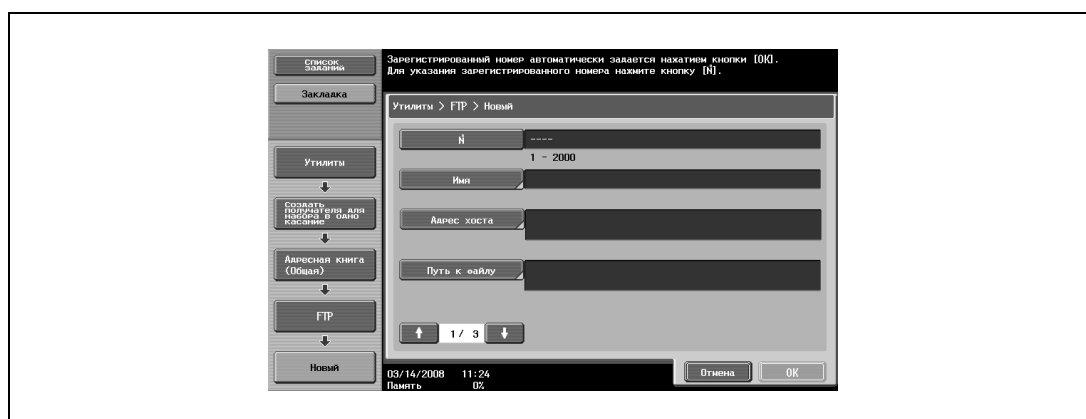 Список
заданий
Закладка
Утилиты
Создать
получателя для
набора в одно
касание
Адресная книга
(Общая)
FTP
Новый
Зарегистрированный номер автоматически задается нажатием кнопки [OK].
Для указания зарегистрированного номера нажмите кнопку [№].
Утилиты > FTP > Новый
№ ----
1 - 2000
Имя
Адрес хоста
Путь к файлу
1/ 3
03/14/2008 11:24
Память 0%
Отмена OK